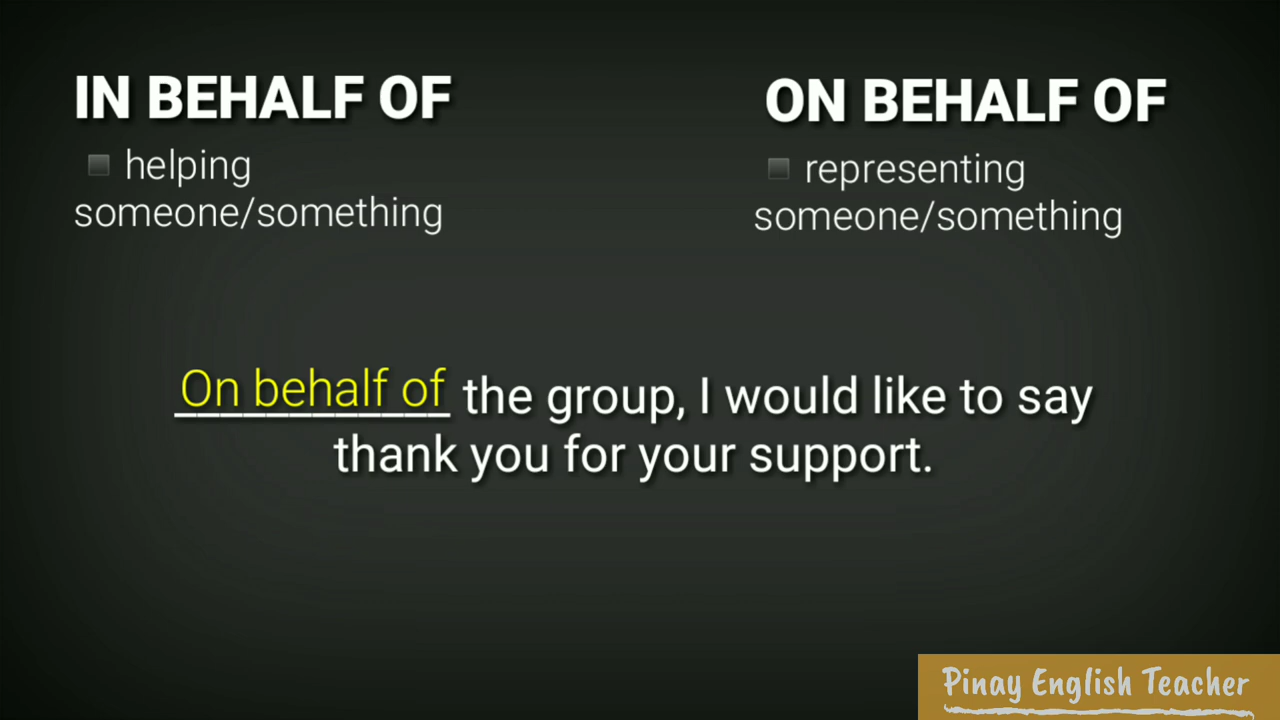 IN BEHALF OF
helping
someone/something
ON BEHALF OF
representing
someone/something
On behalf of the group, I would like to say
thank you for your support.
Pinay English Teacher